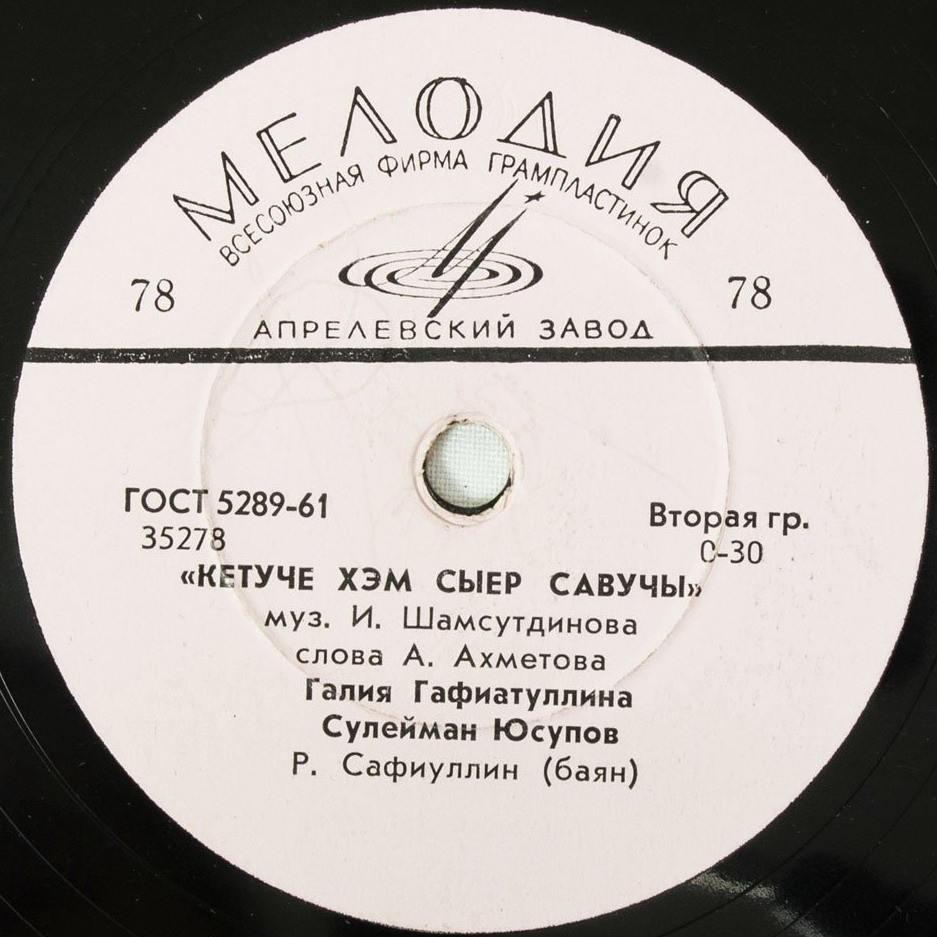 МЕЛОДИЯ
ВСЕСОЮЗНАЯ ФИРМА ГРАМПЛАСТИНОК
78 78
АПРЕЛЕВСКИЙ ЗАВОД
ГОСТ 5289-61 Вторая гр.
35278 0-30
«КЕТУЧЕ ХЭМ СЫЕР САВУЧЫ»
муз. И. Шамсутдинова
слова А. Ахметова
Галия Гафиатуллина
Сулейман Юсупов
Р. Сафиуллин (баян)